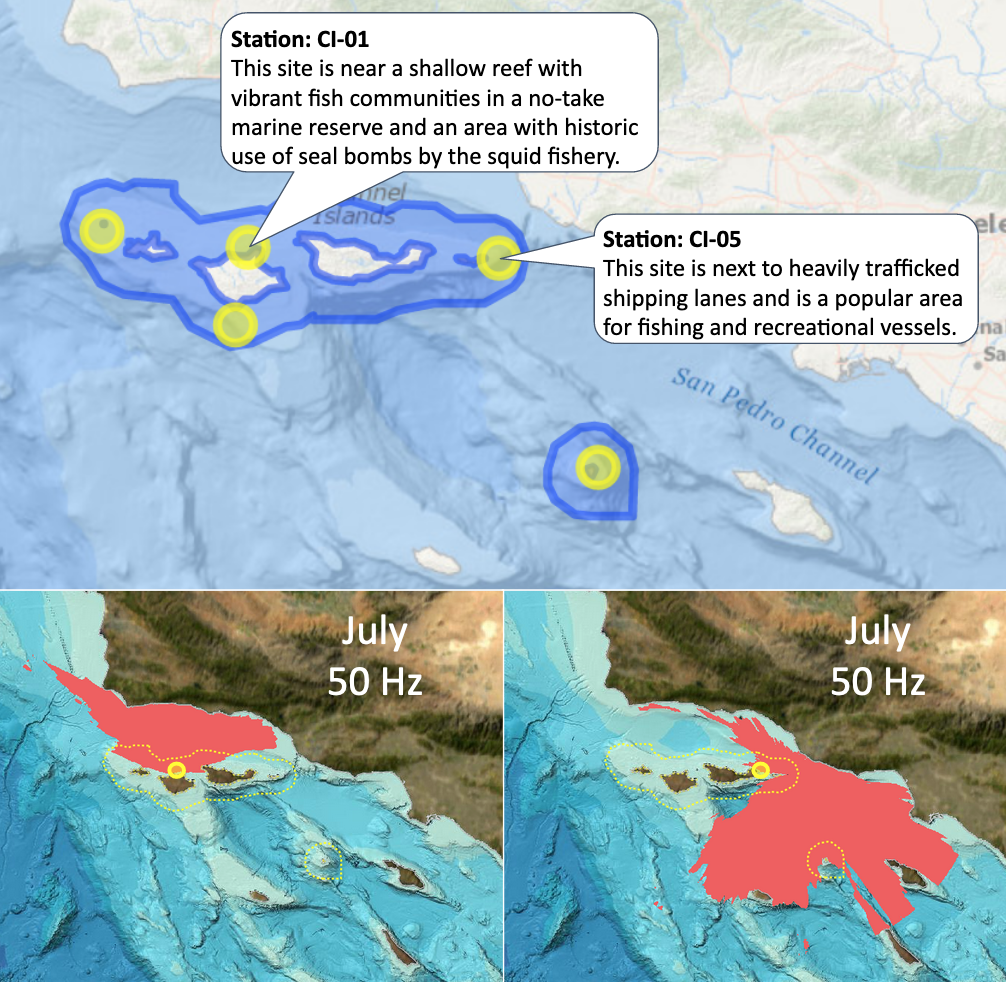 Station: CI-01
This site is near a shallow reef with
vibrant fish communities in a no-take
marine reserve and an area with historic
use of seal bombs by the squid fishery.
Islands
Station: CI-05
This site is next to heavily trafficked
shipping lanes and is a popular area
for fishing and recreational vessels.
San Pedro Channel
July
50 Hz
July
50 Hz